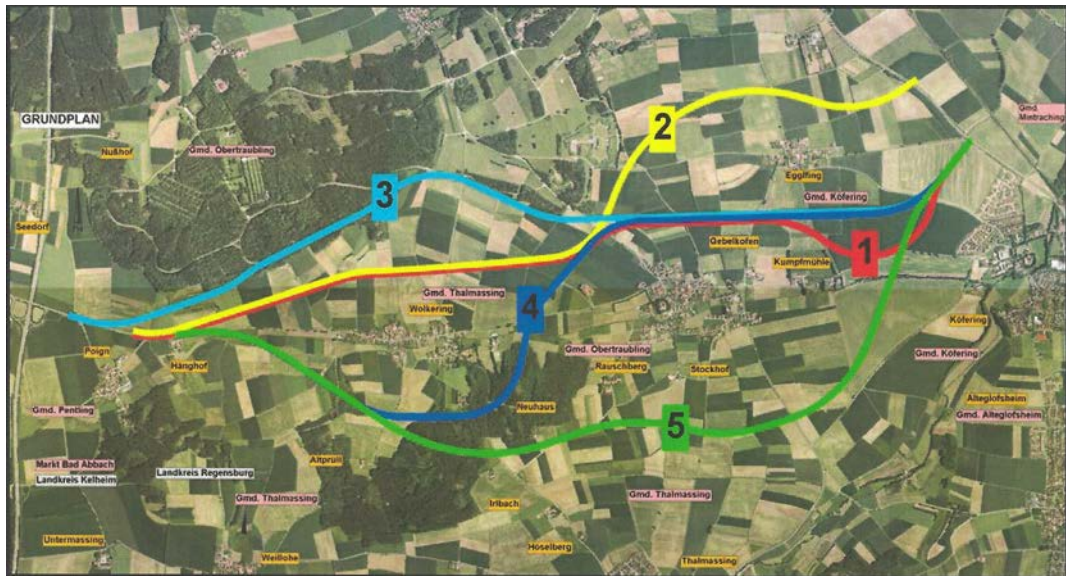 2
Gmd.
Mintraching
GRUNDPLAN
Nußhof
Gmd. Obertraubling
Egglfing
3
Gmd. Köfering
Seedorf
Gebelkofen
1
Kumpfmühle
Gmd. Thalmassing
Wolkering
4
Köfering
Poign
Hänghof
Gmd. Obertraubling
Rauschberg
Stockhof
Gmd. Köfering
Gmd. Pentling
Neuhaus
5
Alteglofsheim
Gmd. Alteglofsheim
Markt Bad Abbach
Landkreis Kelheim
Landkreis Regensburg
Altprüll
Gmd. Thalmassing
Irlbach
Gmd. Thalmassing
Untermassing
Weillohe
Höselberg
Thalmassing